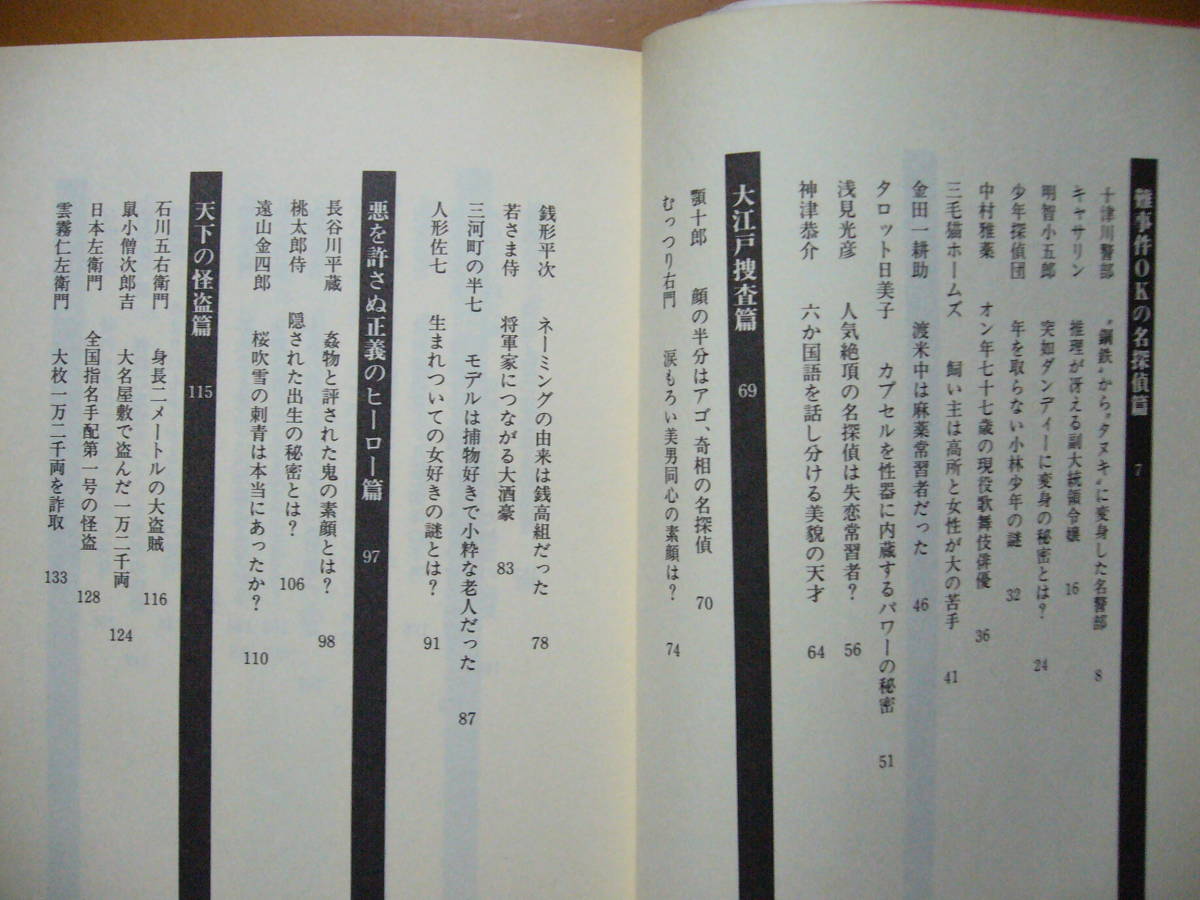 難事件OKの名探偵篇 7
十津川警部 〝鋼鉄〟から〝タヌキ〟に変身した名警部 8
キャサリン 推理が冴える副大統領令嬢 16
明智小五郎 突如ダンディーに変身の秘密とは？ 24
少年探偵団 年を取らない小林少年の謎 32
中村雅楽 オン年七十七歳の現役歌舞伎俳優 36
三毛猫ホームズ 飼い主は高所と女性が大の苦手 41
金田一耕助 渡米中は麻薬常習者だった 46
タロット日美子 カプセルを性器に内蔵するパワーの秘密 51
浅見光彦 人気絶頂の名探偵は失恋常習者？ 56
神津恭介 六か国語を話し分ける美貌の天才 64
大江戸捜査篇 69
顎十郎 顔の半分はアゴ、奇相の名探偵 70
むっつり右門 涙もろい美男同心の素顔は？ 74
銭形平次 ネーミングの由来は銭高組だった 78
若さま侍 将軍家につながる大酒豪 83
三河町の半七 モデルは捕物好きで小粋な老人だった 87
人形佐七 生まれついての女好きの謎とは？ 91
悪を許さぬ正義のヒーロー篇 97
長谷川平蔵 姦物と評された鬼の素顔とは？ 98
桃太郎侍 隠された出生の秘密とは？ 106
遠山金四郎 桜吹雪の刺青は本当にあったか？ 110
天下の怪盗篇 115
石川五右衛門 身長二メートルの大盗賊 116
鼠小僧次郎吉 大名屋敷で盗んだ一万二千両 124
日本左衛門 全国指名手配第一号の怪盗 128
雲霧仁左衛門 大枚一万二千両を詐取 133